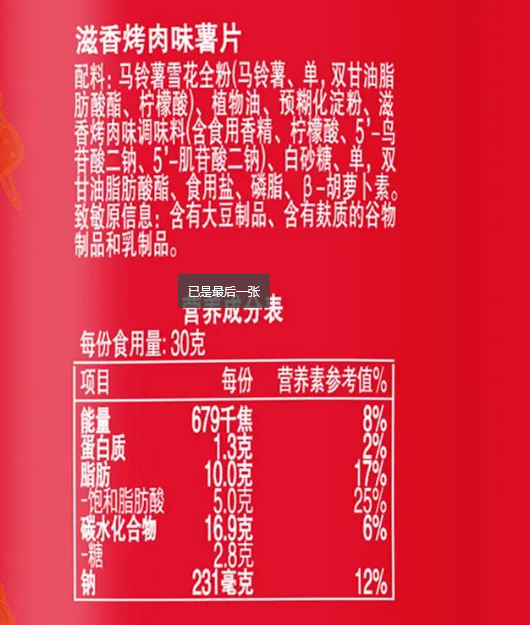 滋香烤肉味薯片
配料：马铃薯雪花全粉(马铃薯、单，双甘油脂
肪酸酯、柠檬酸)、植物油、预糊化淀粉、滋
香烤肉味调味料(含食用香精、柠檬酸、5’-鸟
苷酸二钠、5’-肌苷酸二钠)、白砂糖、单，双
甘油脂肪酸酯、食用盐、磷脂、β-胡萝卜素。
致敏原信息：含有大豆制品、含有麸质的谷物
制品和乳制品。
已是最后一张
营养成分表
每份食用量：30克
项目 每份 营养素参考值%
能量 679千焦 8%
蛋白质 1.3克 2%
脂肪 10.0克 17%
-饱和脂肪酸 5.0克 25%
碳水化合物 16.9克 6%
-糖 2.8克
钠 231毫克 12%